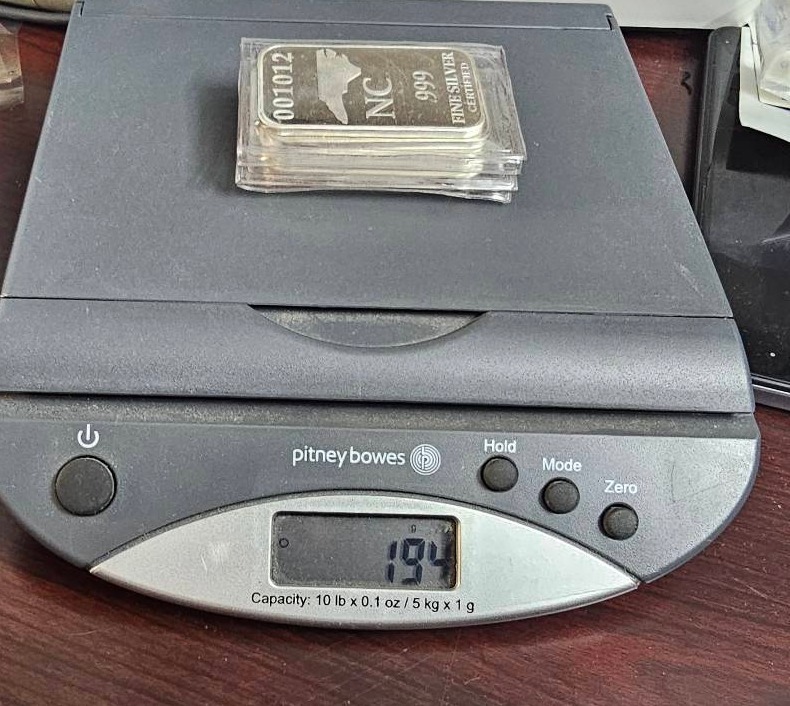 001012
NC
999
FINE SILVER
CERTIFIED
pitney bowes
Hold
Mode
Zero
g
194
Capacity: 10 lb x 0.1 oz / 5 kg x 1 g